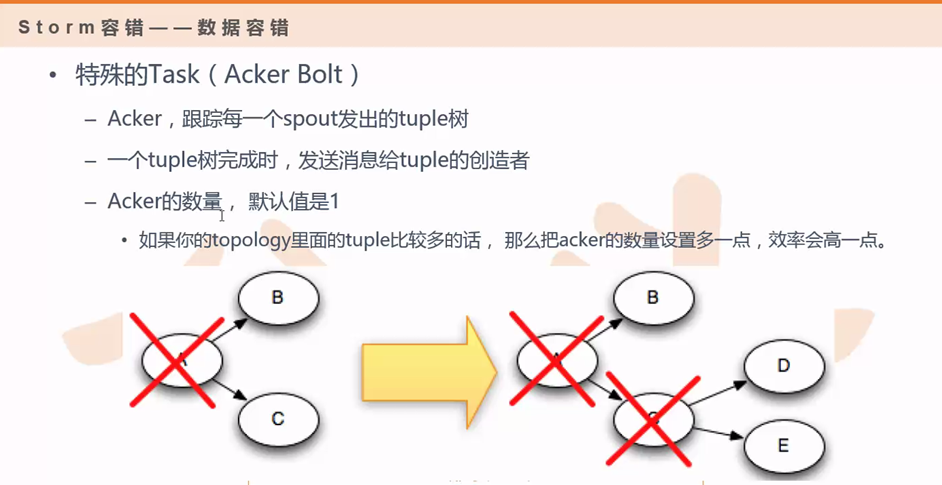 Storm容错——数据容错
• 特殊的Task（Acker Bolt）
– Acker，跟踪每一个spout发出的tuple树
– 一个tuple树完成时，发送消息给tuple的创造者
– Acker的数量， 默认值是1
• 如果你的topology里面的tuple比较多的话， 那么把acker的数量设置多一点，效率会高一点。
B
A
C
B
A
D
C
E